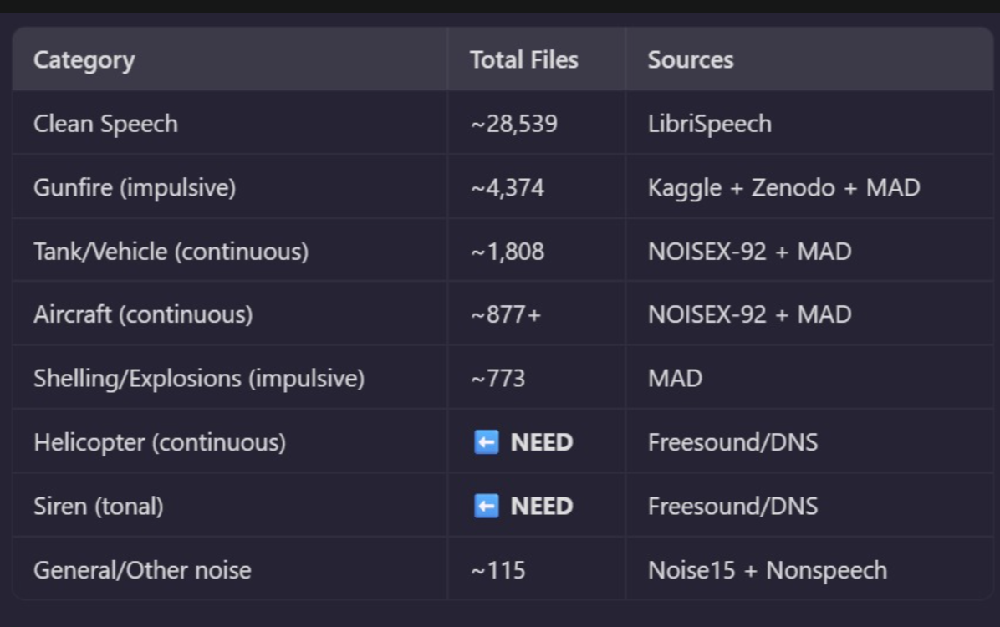 Category Total Files Sources
Clean Speech ~28,539 LibriSpeech
Gunfire (impulsive) ~4,374 Kaggle + Zenodo + MAD
Tank/Vehicle (continuous) ~1,808 NOISEX-92 + MAD
Aircraft (continuous) ~877+ NOISEX-92 + MAD
Shelling/Explosions (impulsive) ~773 MAD
Helicopter (continuous) ⬅️ NEED Freesound/DNS
Siren (tonal) ⬅️ NEED Freesound/DNS
General/Other noise ~115 Noise15 + Nonspeech